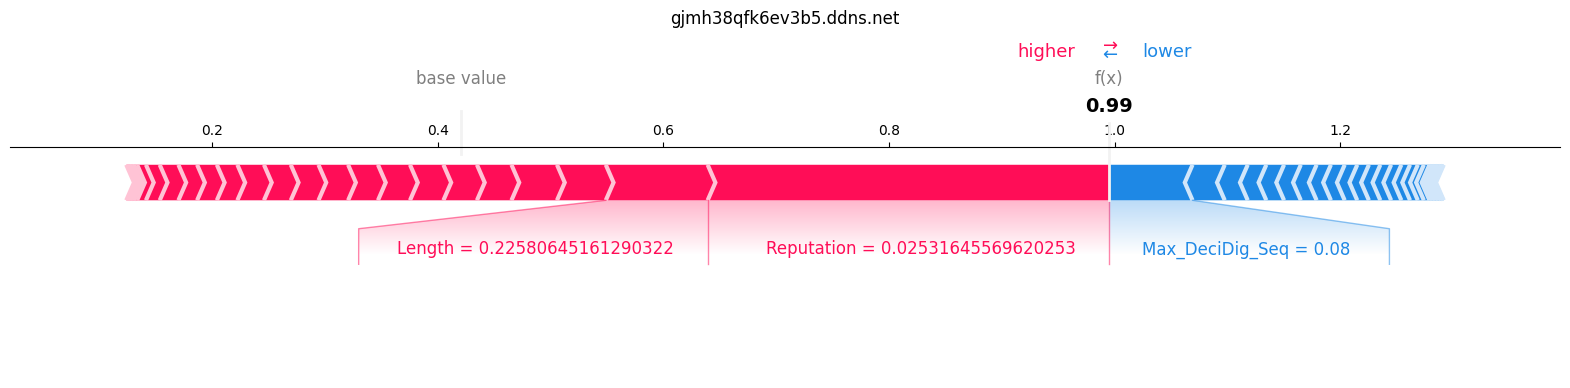 gjmh38qfk6ev3b5.ddns.net
higher → ← lower
base value f(x)
0.99
0.2 0.4 0.6 0.8 1.0 1.2
Length = 0.22580645161290322 Reputation = 0.02531645569620253 Max_DeciDig_Seq = 0.08